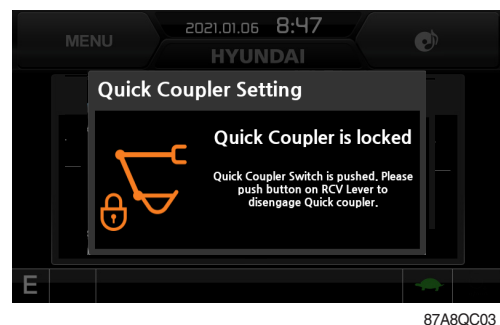 MENU
2021.01.06 8:47
HYUNDAI
Quick Coupler Setting
Quick Coupler is locked
Quick Coupler Switch is pushed. Please
push button on RCV Lever to
disengage Quick coupler.
E
87A8QC03